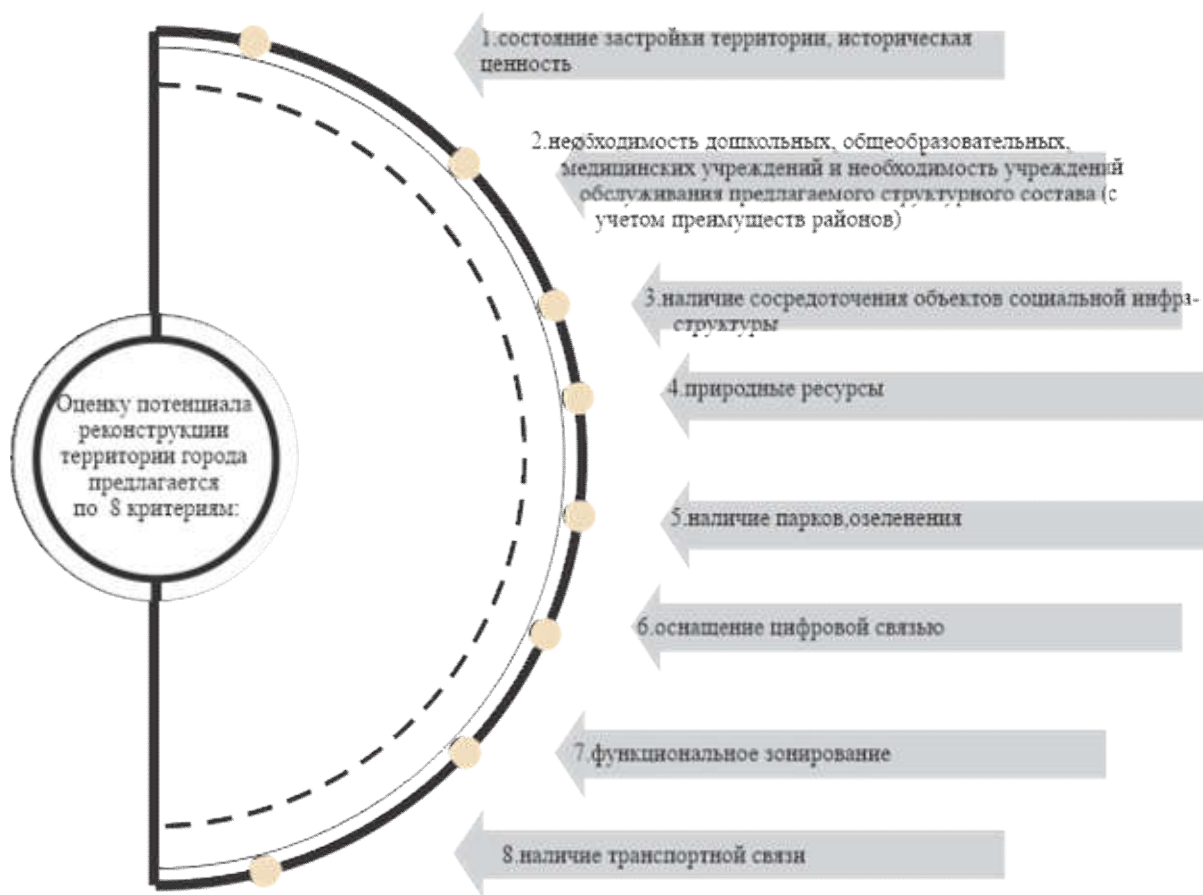 1.состояние застройки территории, историческая
ценность
2.необходимость дошкольных, общеобразовательных,
медицинских учреждений и необходимость учреждений
обслуживания предлагаемого структурного состава (с
учетом преимуществ районов)
3.наличие сосредоточения объектов социальной инфра-
структуры
4.природные ресурсы
Оценку потенциала
реконструкции
территории города
предлагается
по 8 критериям:
5.наличие парков,озеленения
6.оснащение цифровой связью
7.функциональное зонирование
8.наличие транспортной связи